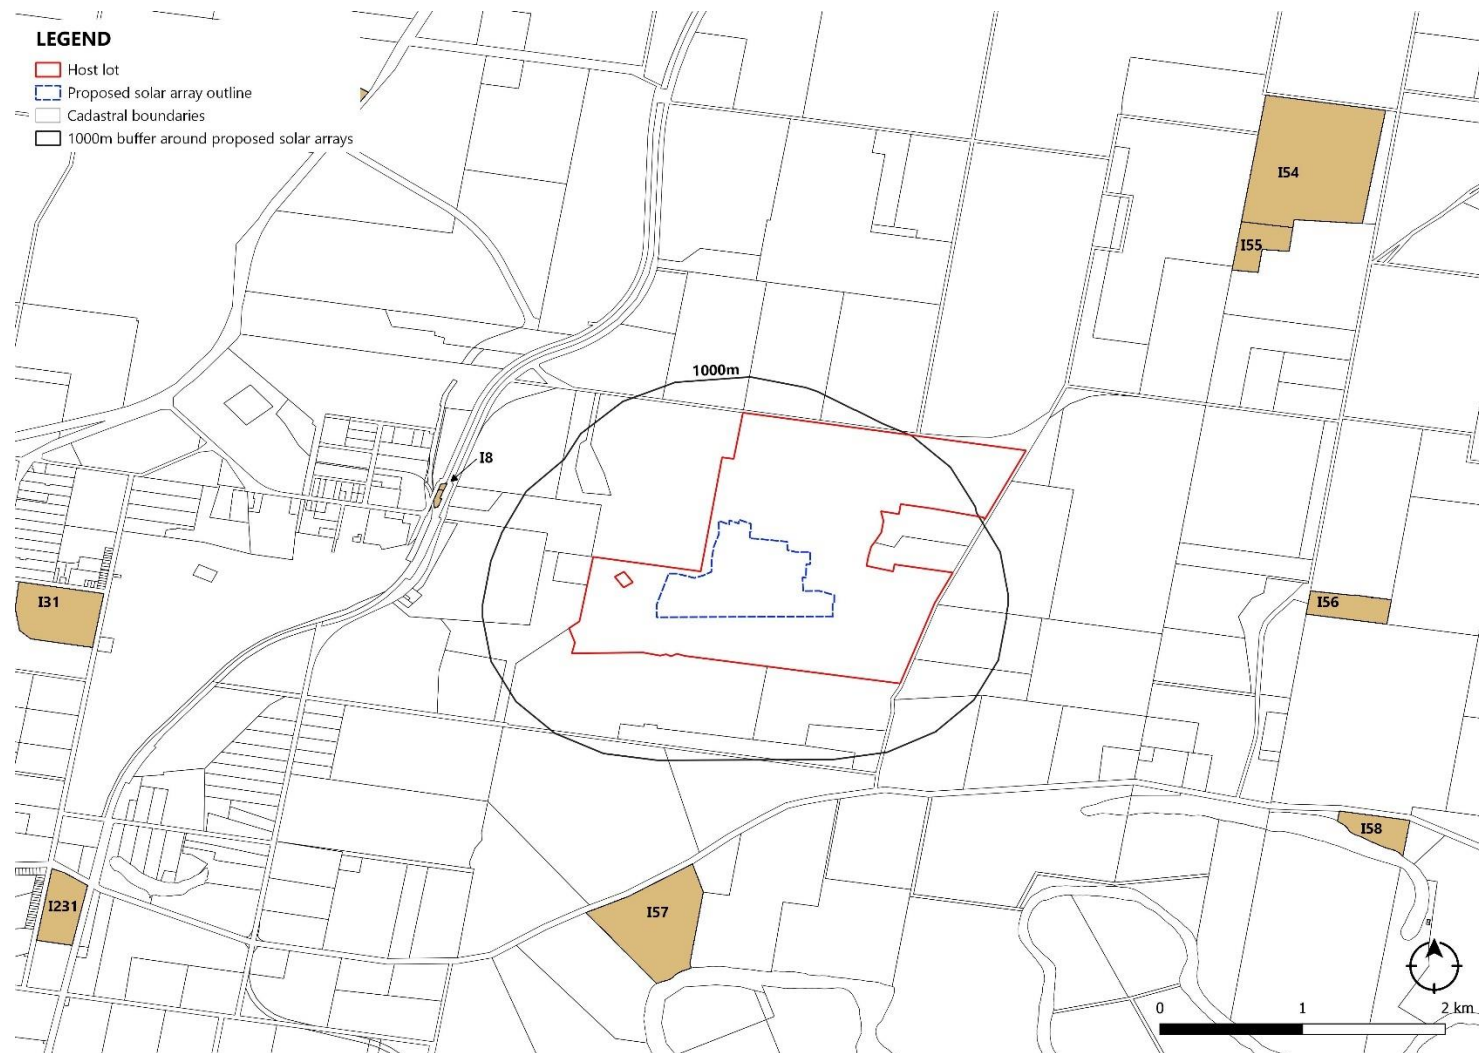 LEGEND
Host lot
Proposed solar array outline
Cadastral boundaries
1000m buffer around proposed solar arrays
I54
I55
1000m
I8
I31
I56
I58
I231
I57
0 1 2 km